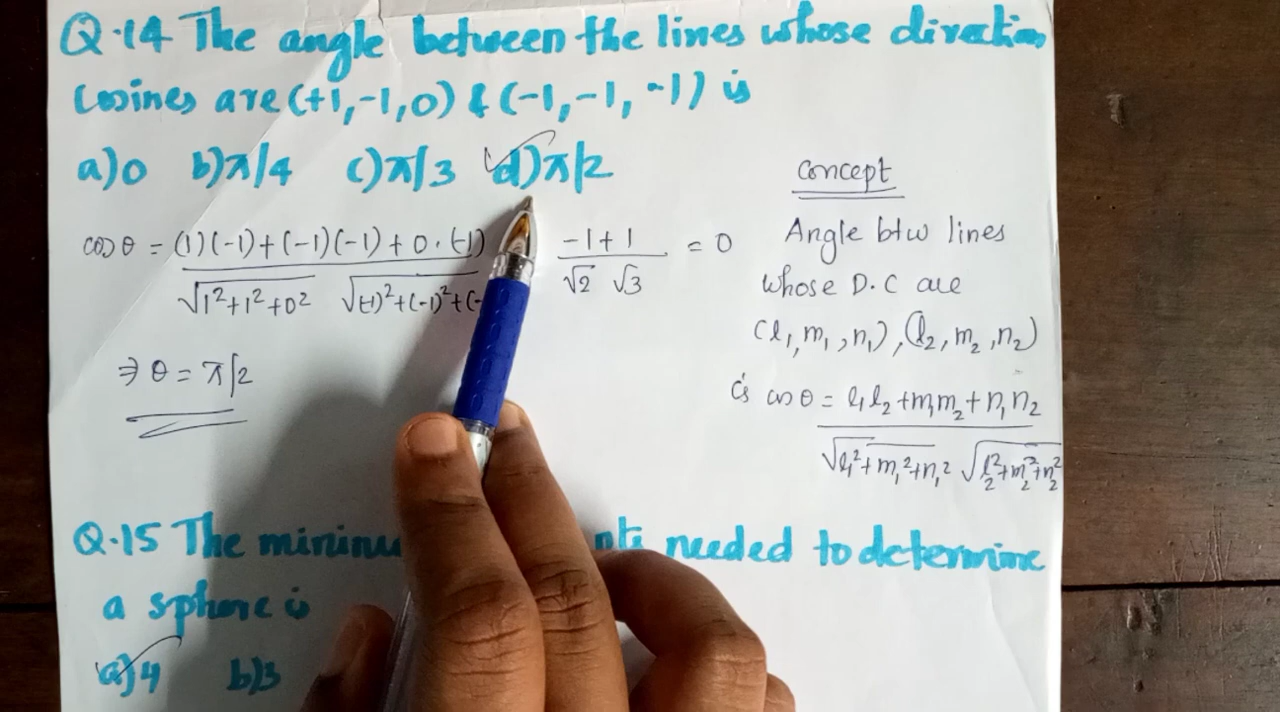 Q.14 The angle between the lines whose direction
cosines are (+1,-1,0) & (-1,-1,-1) is
a) 0 b) π/4 c) π/3 d) π/2
cos θ = (1)(-1)+(-1)(-1)+0·(-1) / √1²+1²+0² √(-1)²+(-1)²+(- -1+1 / √2 √3 = 0
⇒ θ = π/2
concept
Angle btw lines
whose D.C are
(l₁,m₁,n₁),(l₂,m₂,n₂)
is cos θ = l₁l₂+m₁m₂+n₁n₂ / √l₁²+m₁²+n₁² √l₂²+m₂²+n₂²
Q.15 The needed to determine
a sphere is
a) 4 b) 3